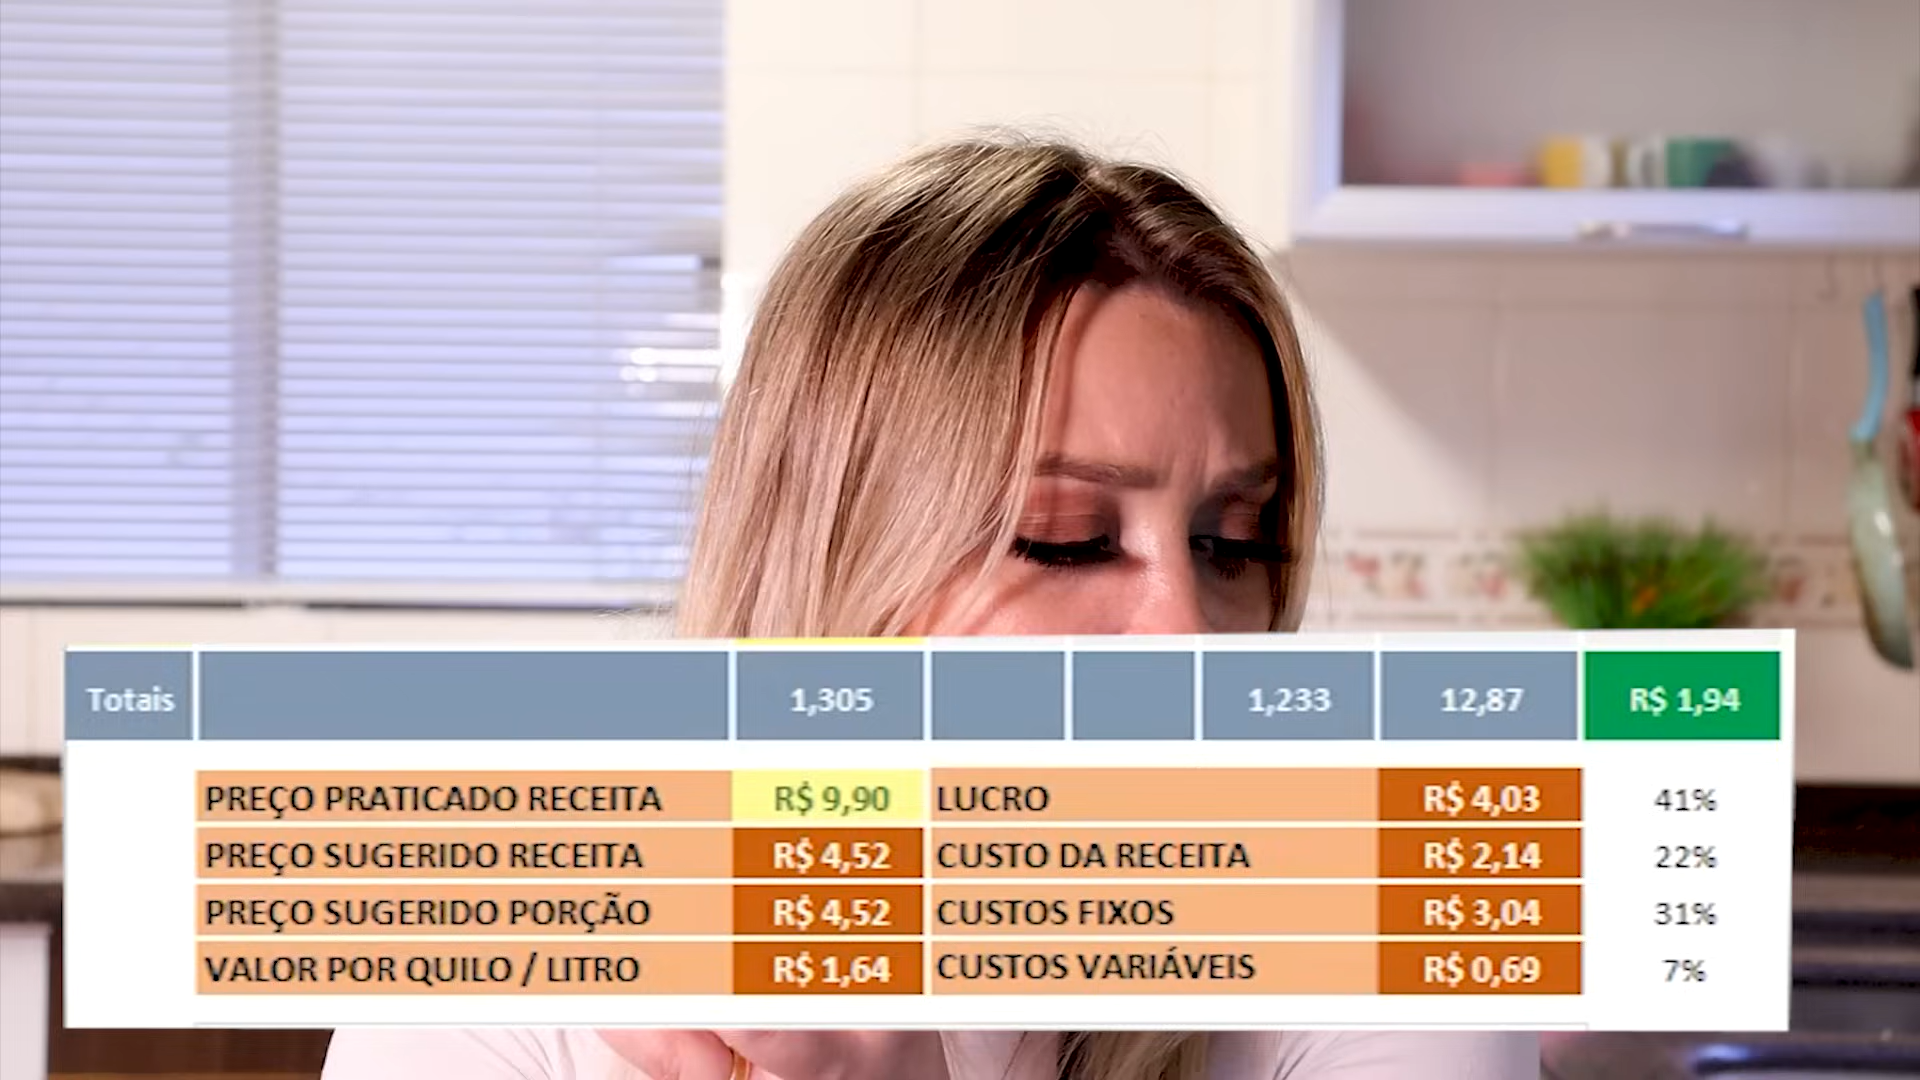 Totais 1,305 1,233 12,87 R$ 1,94
PREÇO PRATICADO RECEITA R$ 9,90 LUCRO R$ 4,03 41%
PREÇO SUGERIDO RECEITA R$ 4,52 CUSTO DA RECEITA R$ 2,14 22%
PREÇO SUGERIDO PORÇÃO R$ 4,52 CUSTOS FIXOS R$ 3,04 31%
VALOR POR QUILO / LITRO R$ 1,64 CUSTOS VARIÁVEIS R$ 0,69 7%